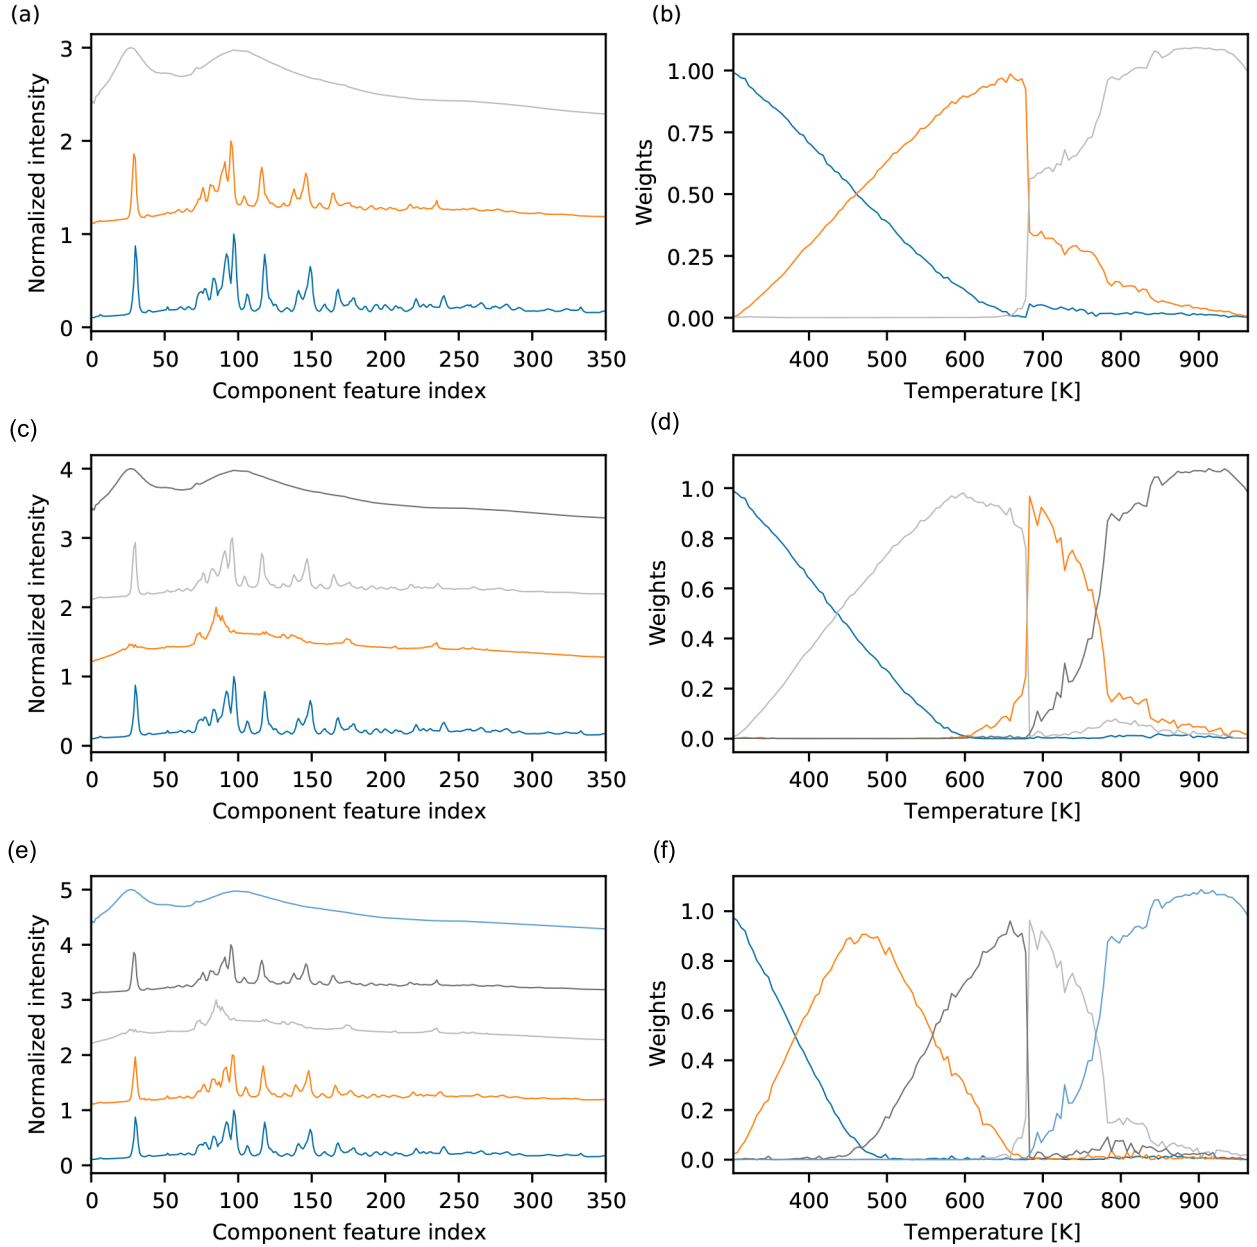 (a)
3
2
1
0
Normalized intensity
0 50 100 150 200 250 300 350
Component feature index
(b)
1.00
0.75
0.50
0.25
0.00
Weights
400 500 600 700 800 900
Temperature [K]
(c)
4
3
2
1
0
Normalized intensity
0 50 100 150 200 250 300 350
Component feature index
(d)
1.0
0.8
0.6
0.4
0.2
0.0
Weights
400 500 600 700 800 900
Temperature [K]
(e)
5
4
3
2
1
0
Normalized intensity
0 50 100 150 200 250 300 350
Component feature index
(f)
1.0
0.8
0.6
0.4
0.2
0.0
Weights
400 500 600 700 800 900
Temperature [K]